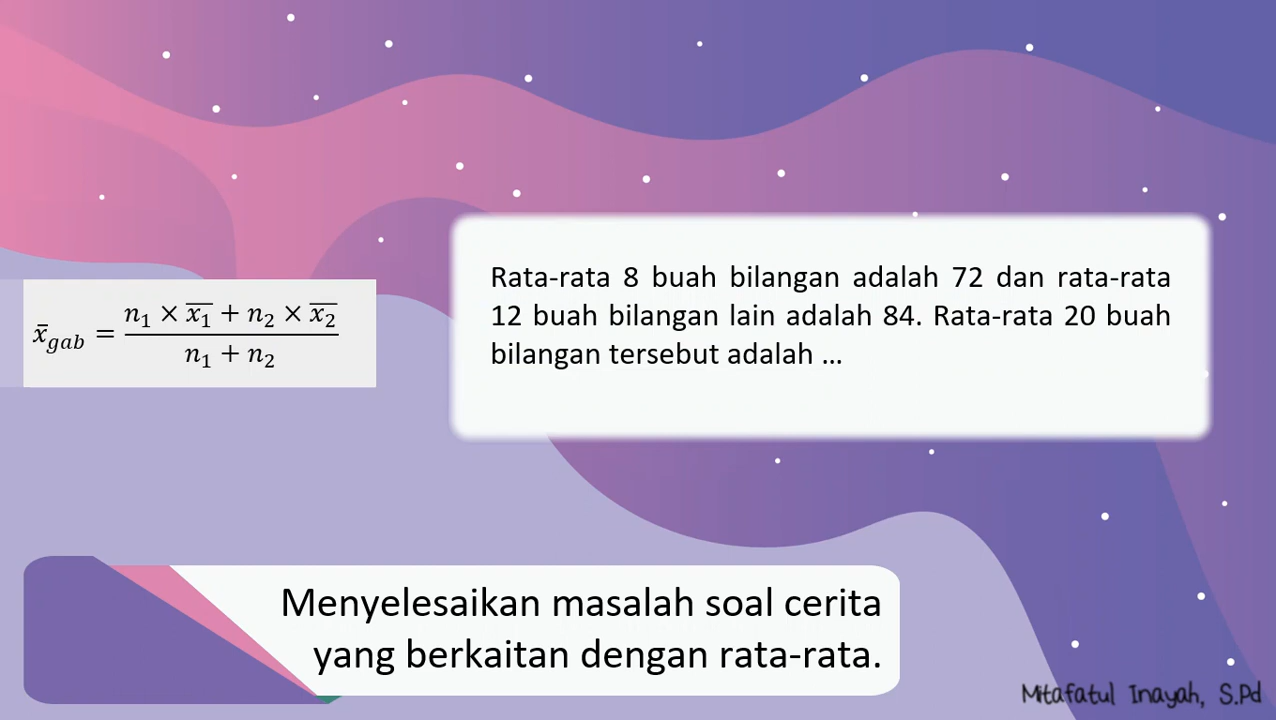 x̄_gab = (n₁ × x̄₁ + n₂ × x̄₂) / (n₁ + n₂)
Rata-rata 8 buah bilangan adalah 72 dan rata-rata
12 buah bilangan lain adalah 84. Rata-rata 20 buah
bilangan tersebut adalah ...
Menyelesaikan masalah soal cerita
yang berkaitan dengan rata-rata.
Mitafatul Inayah, S.Pd